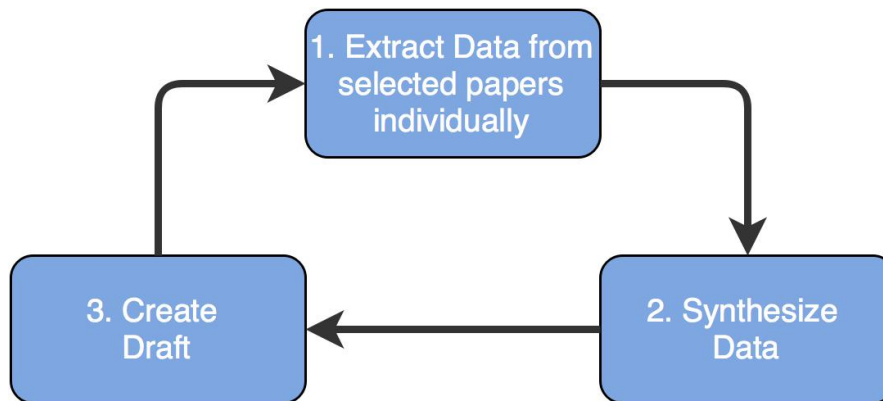 1. Extract Data from
selected papers
individually
3. Create
Draft
2. Synthesize
Data